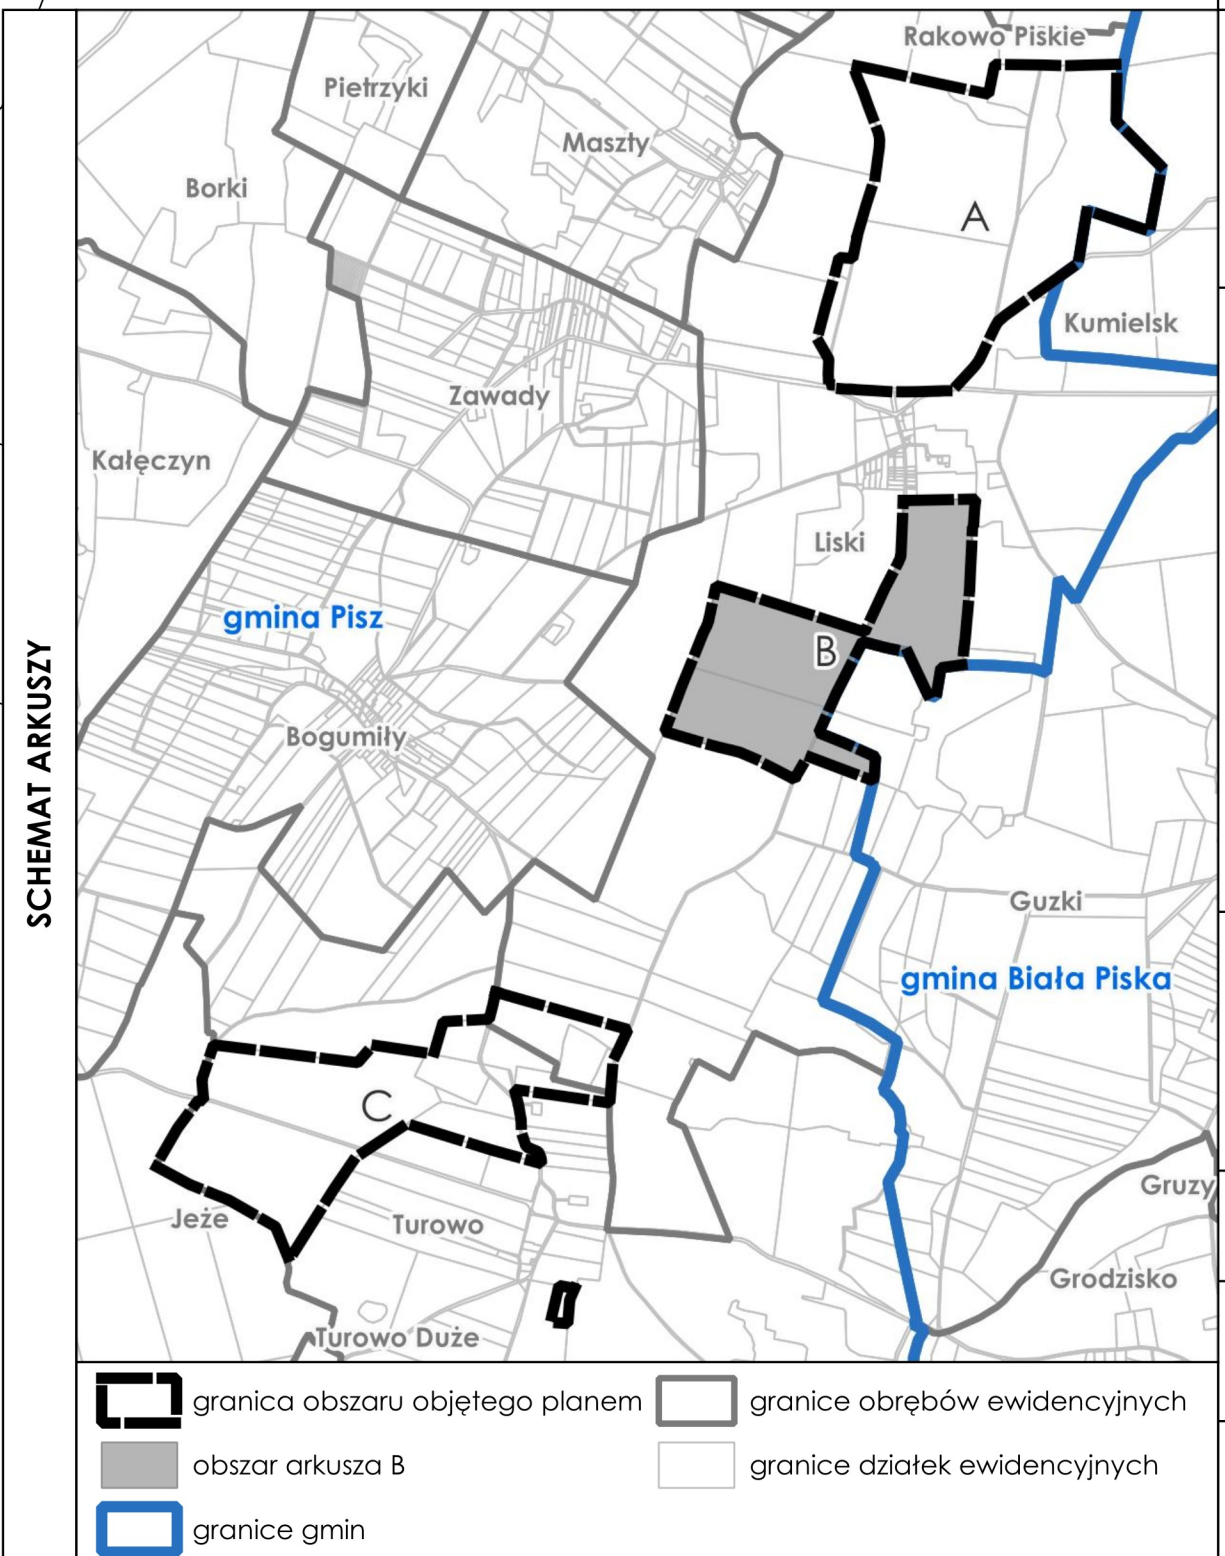 SCHEMAT ARKUSZY
Rakowo Piskie
Pietrzyki
Maszty
Borki
A
Kumielsk
Zawady
Kałęczyn
Liski
gmina Pisz
B
Bogumiły
Guzki
gmina Biała Piska
C
Gruzy
Jeże
Turowo
Grodzisko
Turowo Duże
granica obszaru objętego planem
granice obrębów ewidencyjnych
obszar arkusza B
granice działek ewidencyjnych
granice gmin